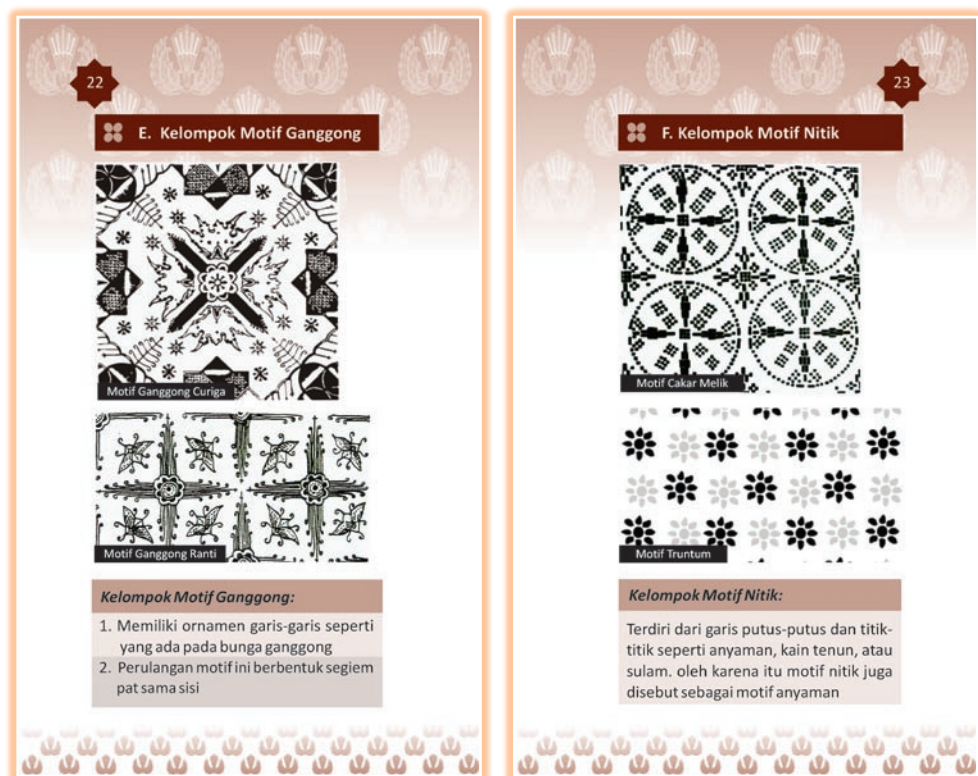 22
E. Kelompok Motif Ganggong
Motif Ganggong Curiga
Motif Ganggong Ranti
Kelompok Motif Ganggong:
1. Memiliki ornamen garis-garis seperti
yang ada pada bunga ganggong
2. Perulangan motif ini berbentuk segiem
pat sama sisi
23
F. Kelompok Motif Nitik
Motif Cakar Melik
Motif Truntum
Kelompok Motif Nitik:
Terdiri dari garis putus-putus dan titik-
titik seperti anyaman, kain tenun, atau
sulam. oleh karena itu motif nitik juga
disebut sebagai motif anyaman